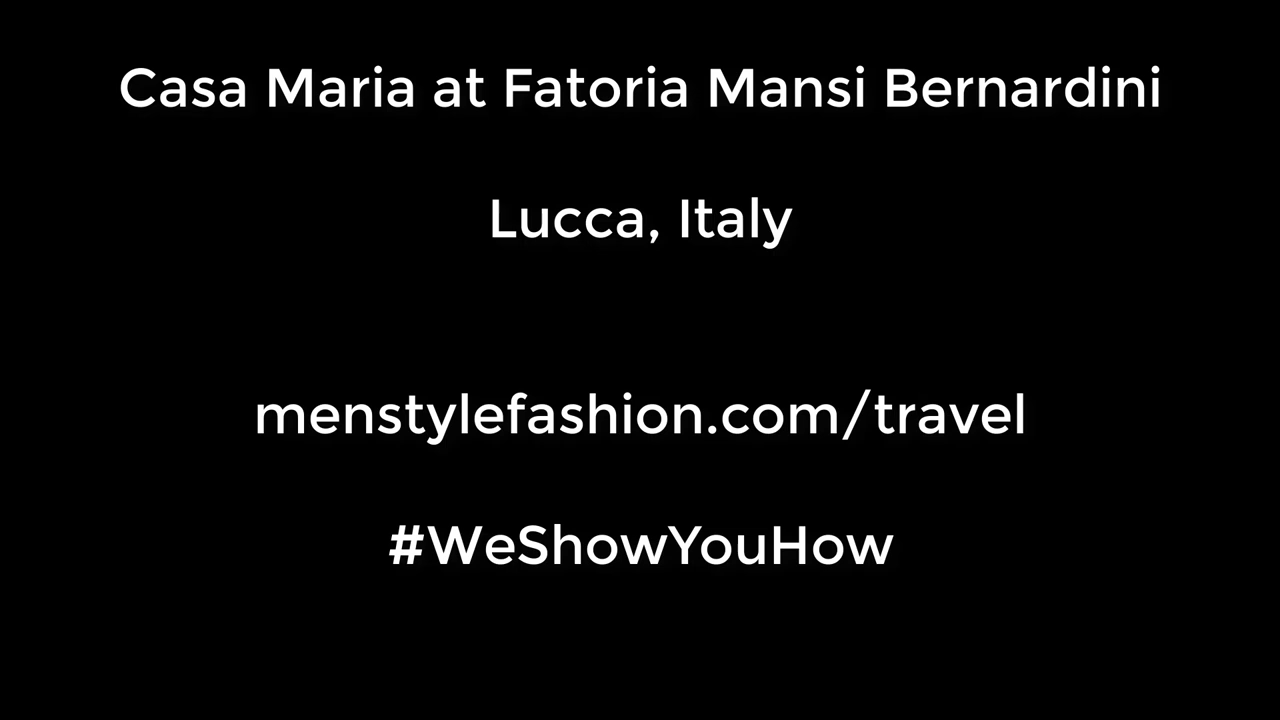 Casa Maria at Fatoria Mansi Bernardini
Lucca, Italy
menstylefashion.com/travel
#WeShowYouHow